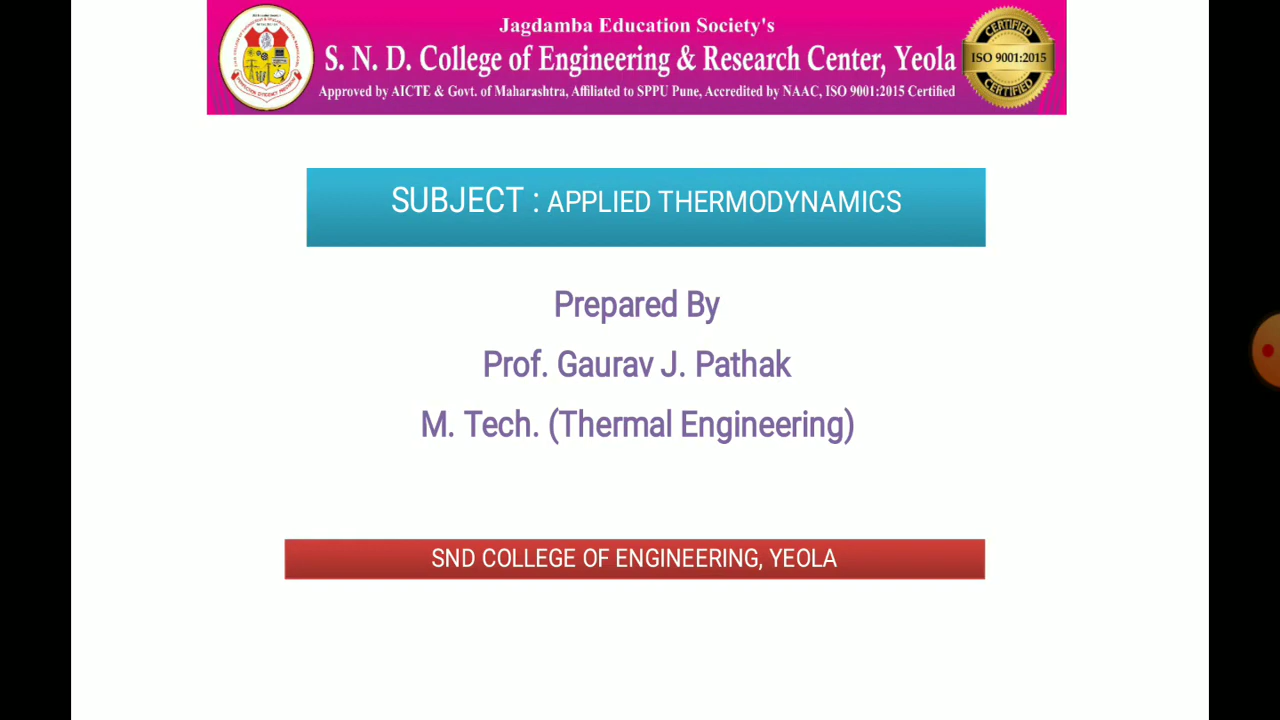 Jagdamba Education Society's
S. N. D. College of Engineering & Research Center, Yeola
Approved by AICTE & Govt. of Maharashtra, Affiliated to SPPU Pune, Accredited by NAAC, ISO 9001:2015 Certified
CERTIFIED
ISO 9001:2015
CERTIFIED
SUBJECT : APPLIED THERMODYNAMICS
Prepared By
Prof. Gaurav J. Pathak
M. Tech. (Thermal Engineering)
SND COLLEGE OF ENGINEERING, YEOLA